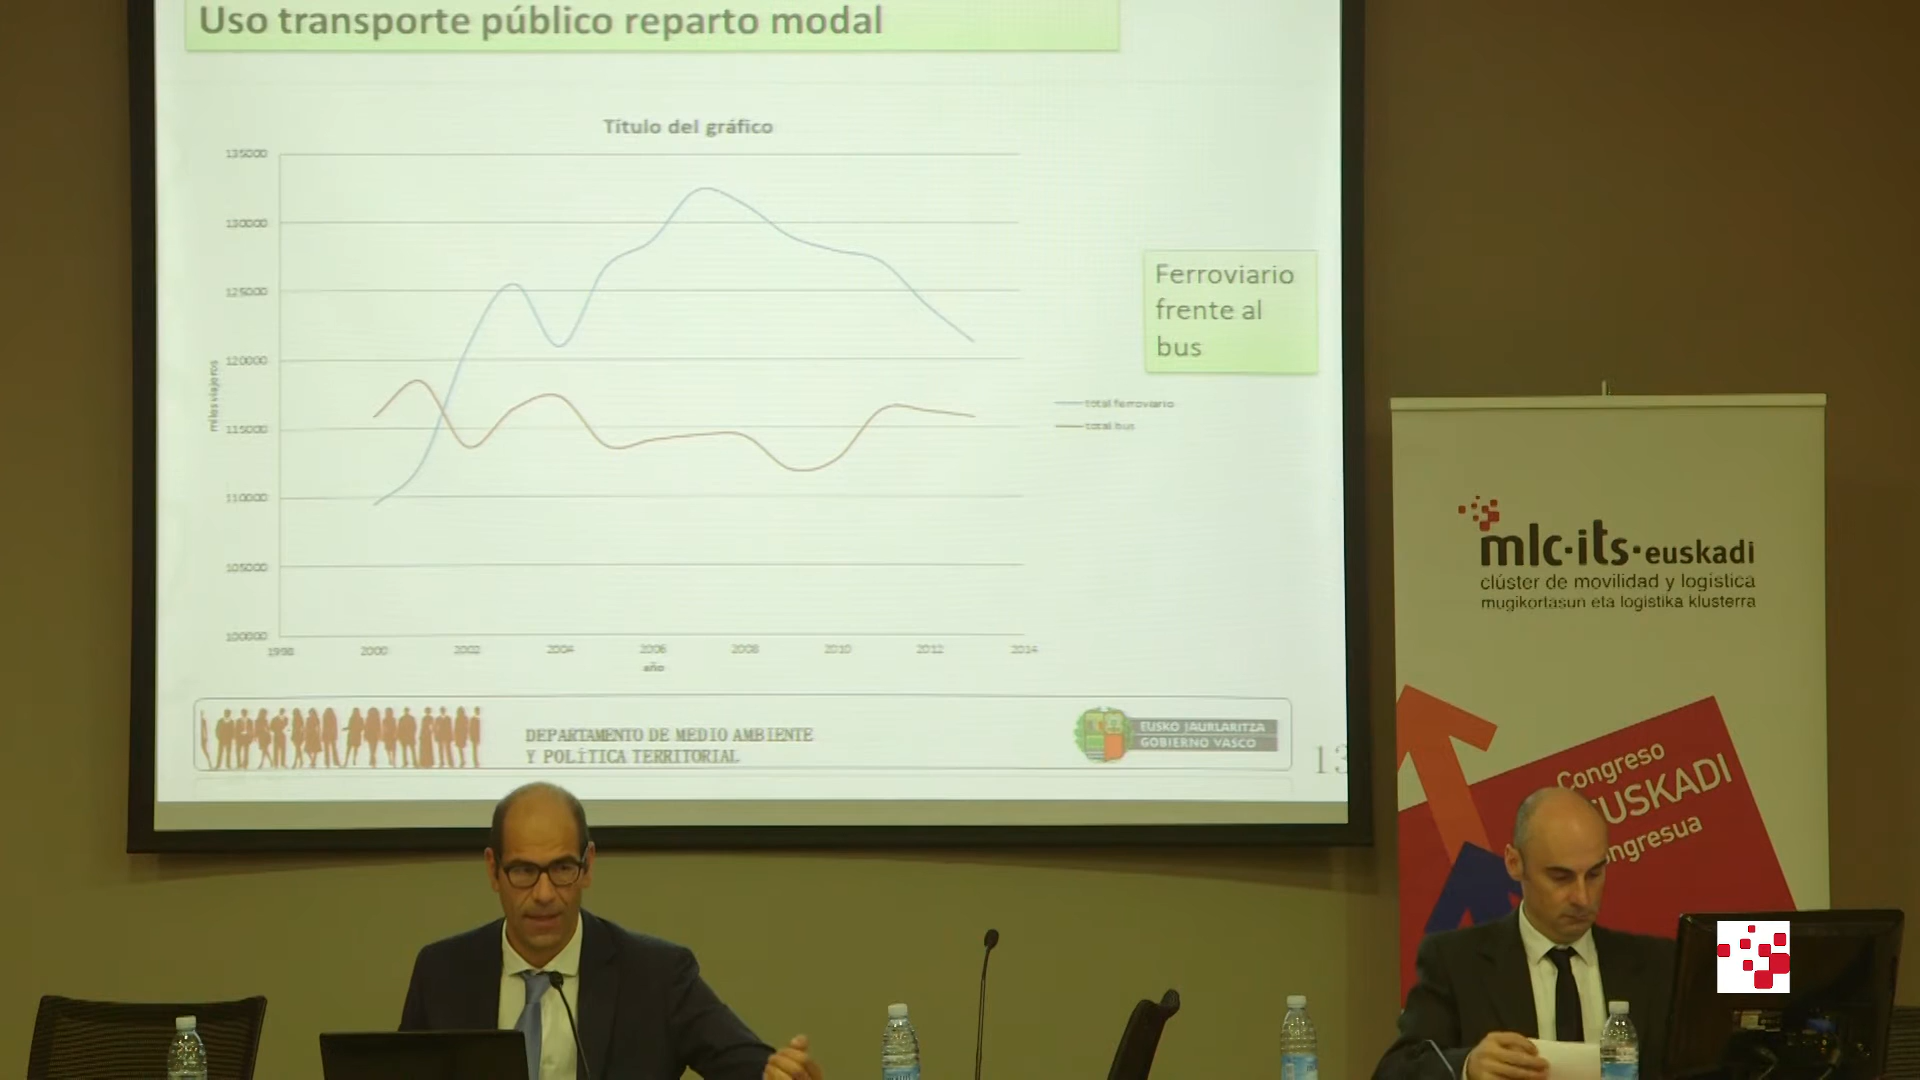 Uso transporte público reparto modal
Título del gráfico
135000
130000
125000
120000
115000
110000
105000
100000
miles viajeros
1998 2000 2002 2004 2006 2008 2010 2012 2014
año
total ferroviario
total bus
Ferroviario
frente al
bus
DEPARTAMENTO DE MEDIO AMBIENTE
Y POLÍTICA TERRITORIAL
EUSKO JAURLARITZA
GOBIERNO VASCO
13
mlc·its·euskadi
clúster de movilidad y logística
mugikortasun eta logistika klusterra
Congreso
EUSKADI
ongresua